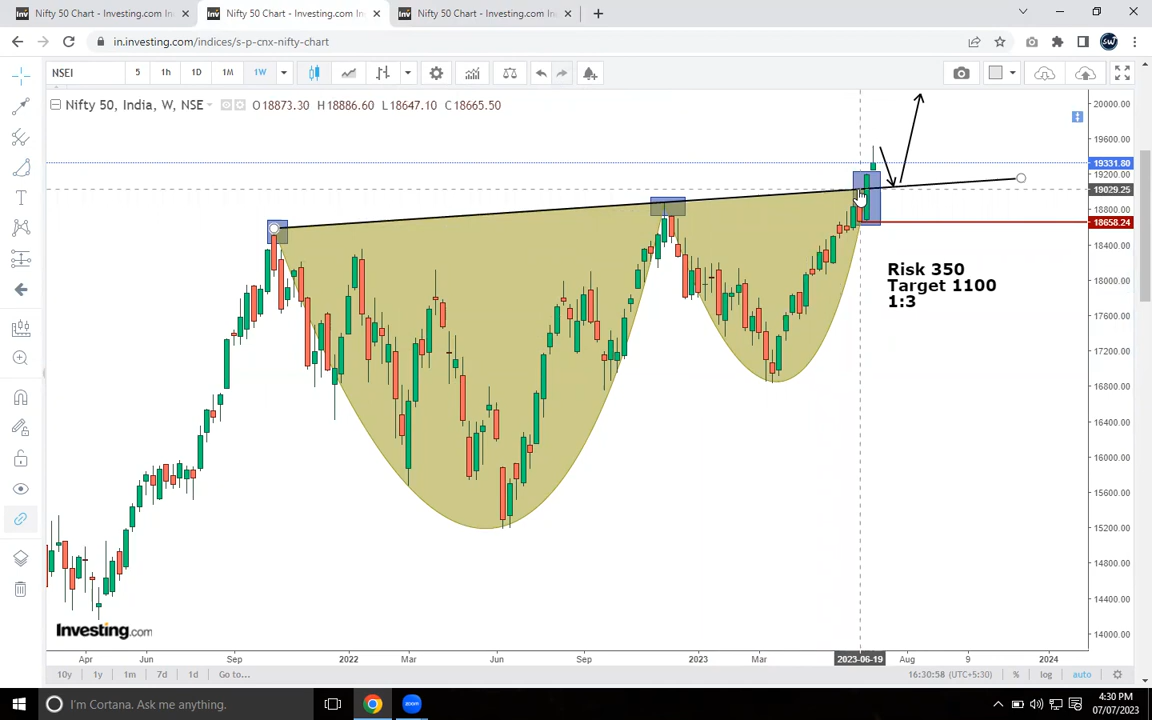 Nifty 50 Chart - Investing.com In
Nifty 50 Chart - Investing.com In
Nifty 50 Chart - Investing.com In
in.investing.com/indices/s-p-cnx-nifty-chart
NSEI 5 1h 1D 1M 1W
Nifty 50, India, W, NSE O18873.30 H18886.60 L18647.10 C18665.50
20000.00
19600.00
19331.80
19200.00
19029.25
18800.00
18658.24
18400.00
18000.00
17600.00
17200.00
16800.00
16400.00
16000.00
15600.00
15200.00
14800.00
14400.00
14000.00
Risk 350
Target 1100
1:3
Investing.com
Apr Jun Sep 2022 Mar Jun Sep 2023 Mar 2023-06-19 Aug 9 2024
10y 1y 1m 7d 1d Go to... 16:30:58 (UTC+5:30) % log auto
I'm Cortana. Ask me anything.
zoom
4:30 PM
07/07/2023